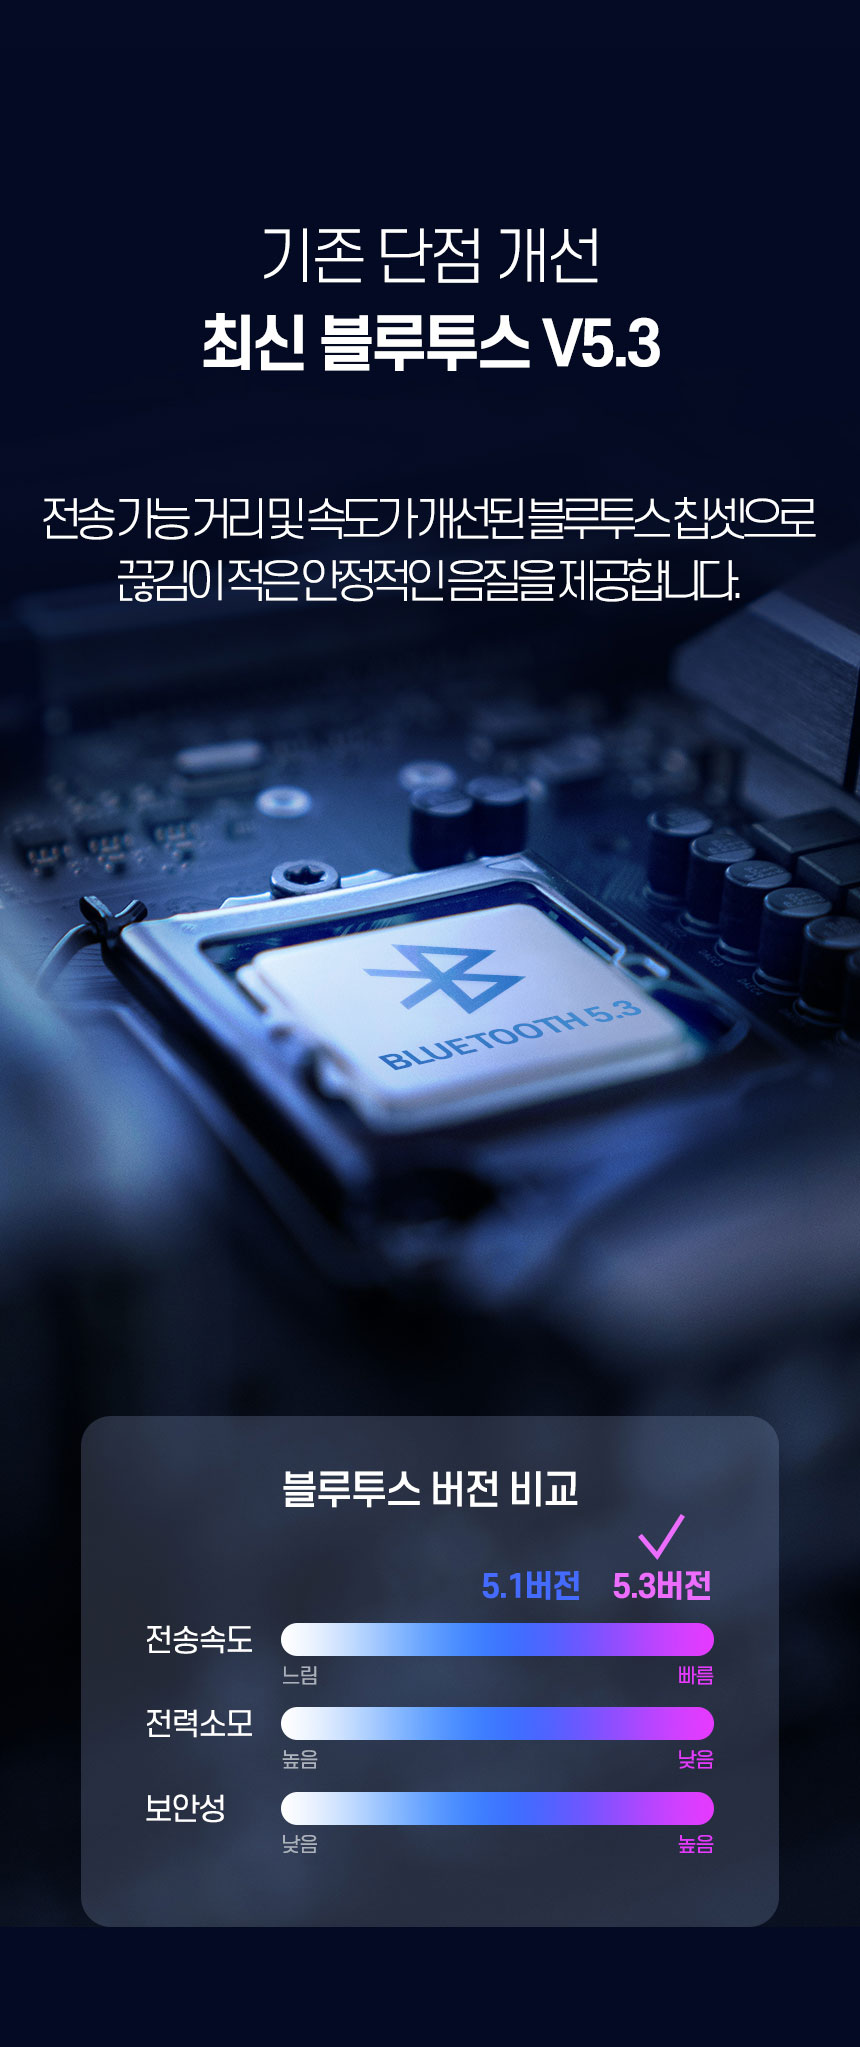 기존 단점 개선
최신 블루투스 V5.3
전송 가능 거리 및 속도가 개선된 블루투스 칩셋으로
끊김이 적은 안정적인 음질을 제공합니다.
BLUETOOTH 5.3
블루투스 버전 비교
5.1버전 5.3버전
전송속도
느림 빠름
전력소모
높음 낮음
보안성
낮음 높음